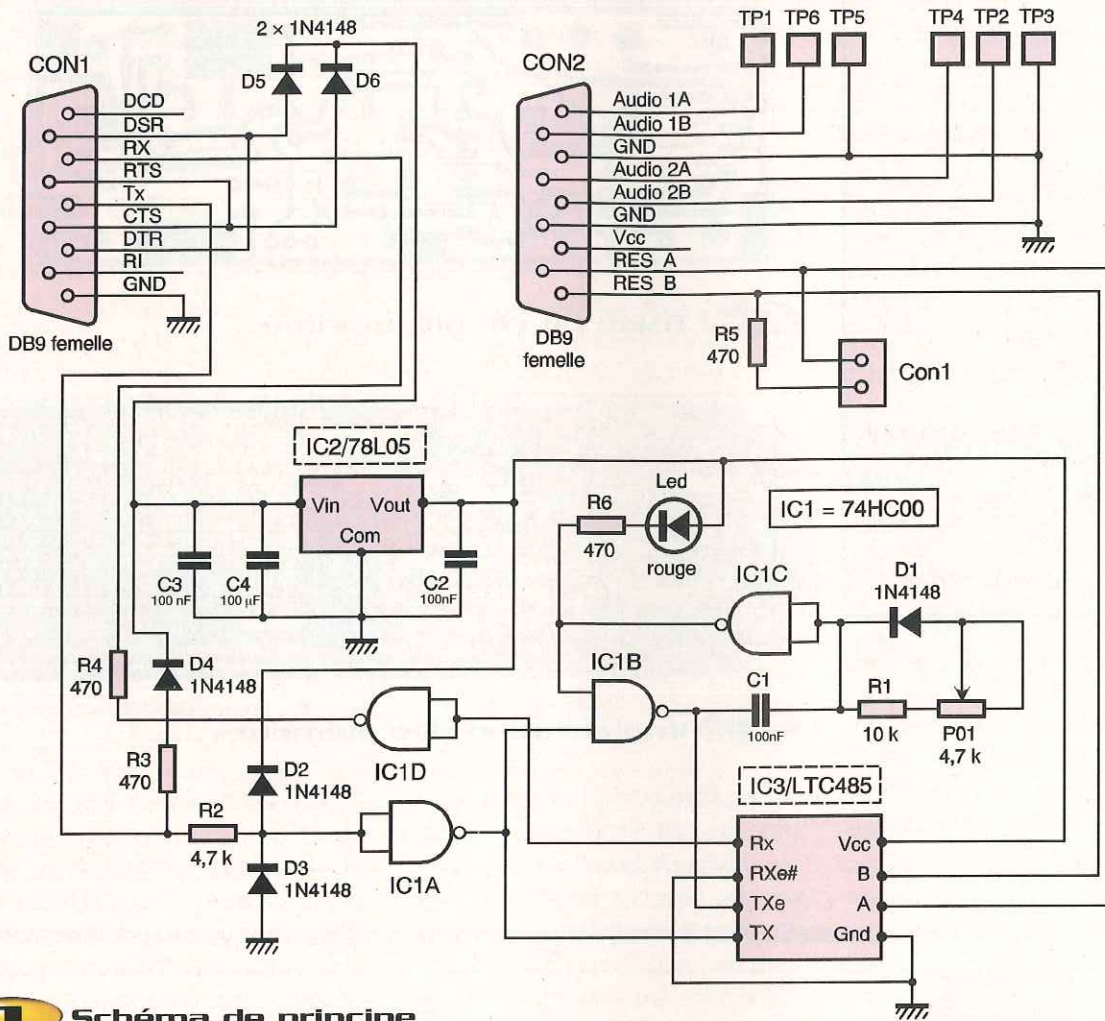 2 × 1N4148
CON1
D5
D6
DCD
DSR
RX
RTS
Tx
CTS
DTR
RI
GND
DB9 femelle
CON2
Audio 1A
Audio 1B
GND
Audio 2A
Audio 2B
GND
Vcc
RES_A
RES_B
DB9
femelle
TP1
TP6
TP5
TP4
TP2
TP3
R5
470
Con1
IC2/78L05
Vin
Vout
Com
C3
100 nF
C4
100 µF
C2
100nF
R6
470
Led
rouge
IC1 = 74HC00
IC1C
D1
1N4148
R4
470
D4
1N4148
IC1B
C1
100nF
R1
10 k
P01
4,7 k
R3
470
IC1D
D2
1N4148
R2
4,7 k
IC1A
D3
1N4148
IC3/LTC485
Rx
RXe#
TXe
TX
Vcc
B
A
Gnd
1
Schéma de principe